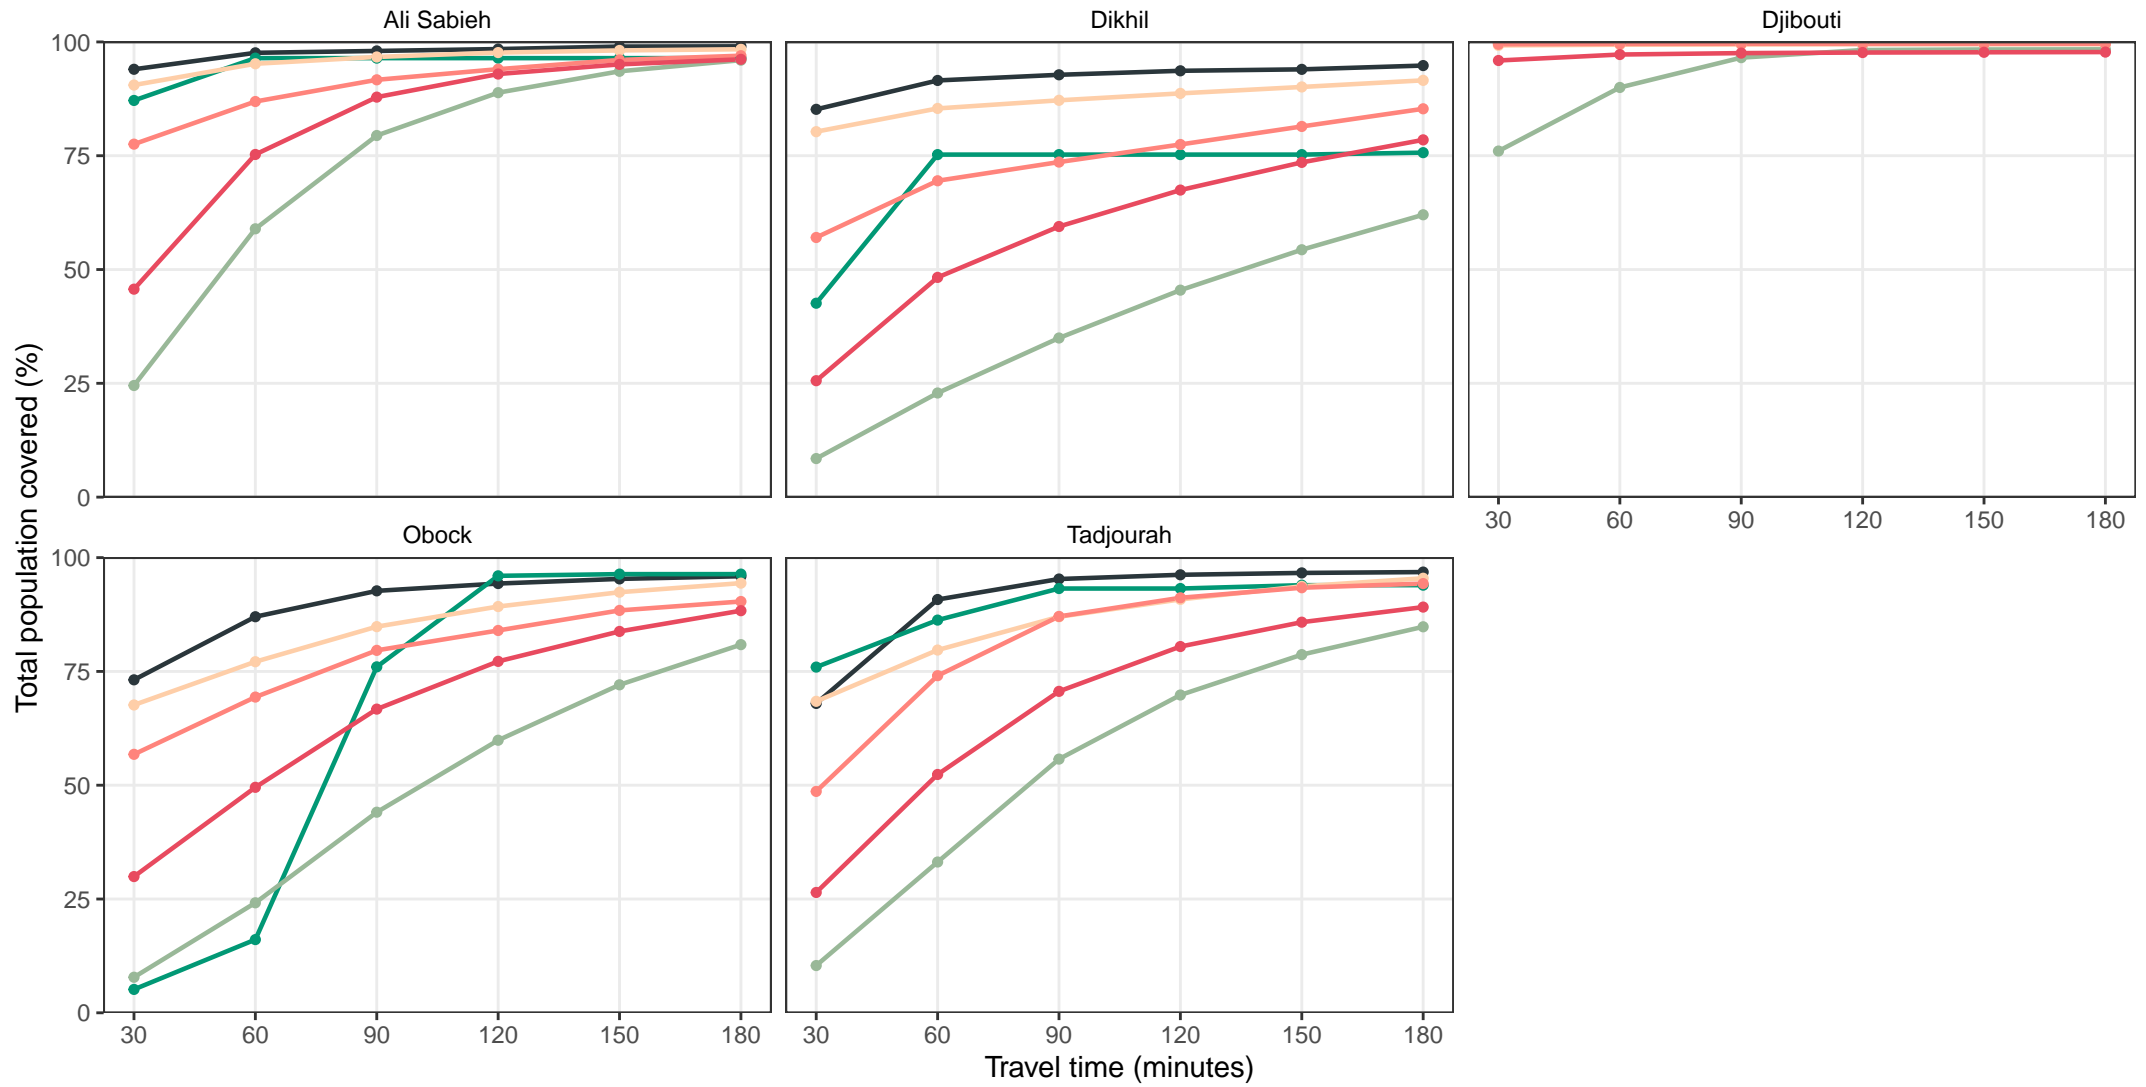 Ali Sabieh
Dikhil
Djibouti
100
75
50
25
0
30 60 90 120 150 180
Obock
Tadjourah
100
75
50
25
0
30 60 90 120 150 180
30 60 90 120 150 180
Total population covered (%)
Travel time (minutes)